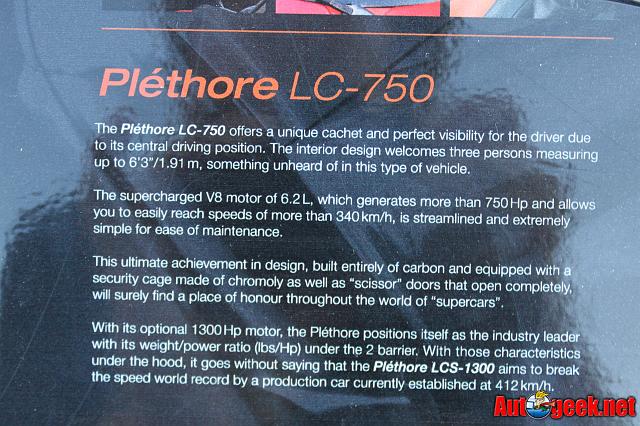 Pléthore LC-750
The Pléthore LC-750 offers a unique cachet and perfect visibility for the driver due
to its central driving position. The interior design welcomes three persons measuring
up to 6'3"/1.91 m, something unheard of in this type of vehicle.
The supercharged V8 motor of 6.2 L, which generates more than 750 Hp and allows
you to easily reach speeds of more than 340 km/h, is streamlined and extremely
simple for ease of maintenance.
This ultimate achievement in design, built entirely of carbon and equipped with a
security cage made of chromoly as well as “scissor” doors that open completely,
will surely find a place of honour throughout the world of “supercars”.
With its optional 1300 Hp motor, the Pléthore positions itself as the industry leader
with its weight/power ratio (lbs/Hp) under the 2 barrier. With those characteristics
under the hood, it goes without saying that the Pléthore LCS-1300 aims to break
the speed world record by a production car currently established at 412 km/h.
Autogeek.net